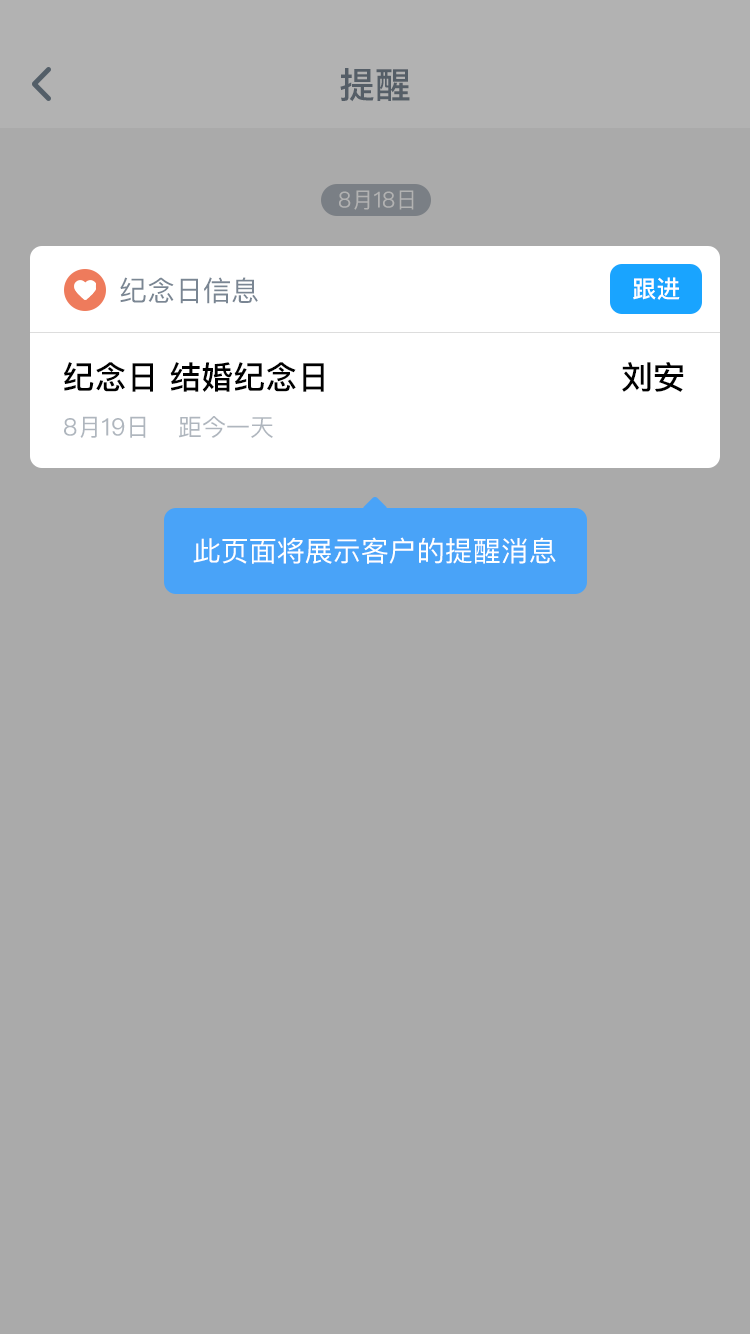 提醒
8月18日
纪念日信息 跟进
纪念日 结婚纪念日 刘安
8月19日 距今一天
此页面将展示客户的提醒消息